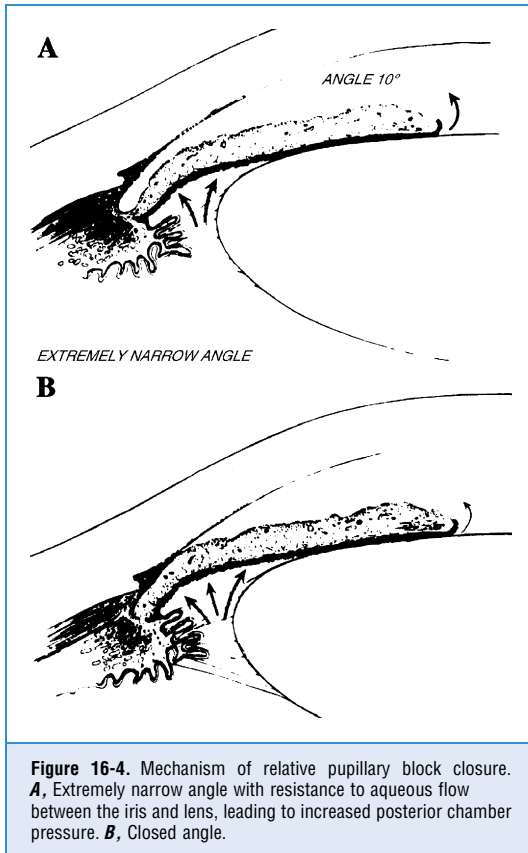 A
ANGLE 10°
EXTREMELY NARROW ANGLE
B
Figure 16-4. Mechanism of relative pupillary block closure.
A, Extremely narrow angle with resistance to aqueous flow
between the iris and lens, leading to increased posterior chamber
pressure. B, Closed angle.